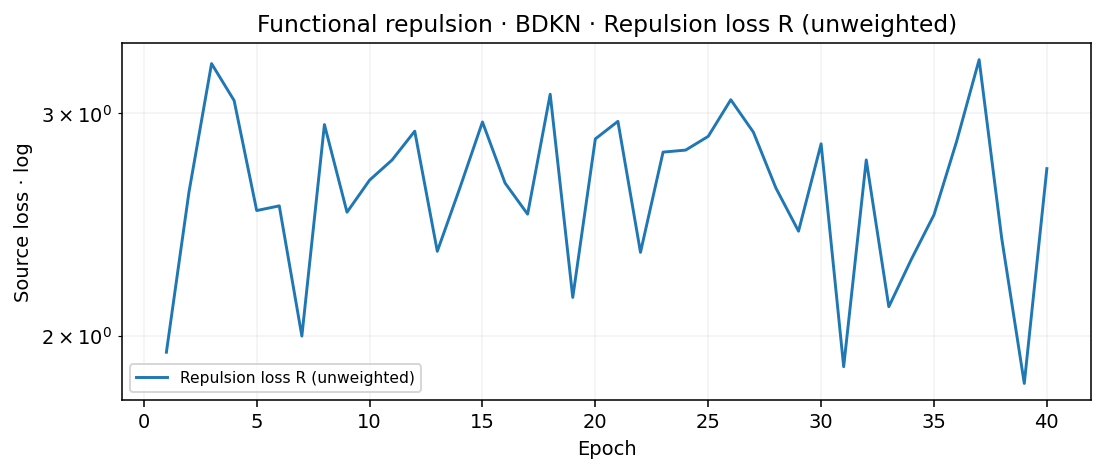 Functional repulsion · BDKN · Repulsion loss R (unweighted)
Source loss · log
3 × 10⁰
2 × 10⁰
Repulsion loss R (unweighted)
0 5 10 15 20 25 30 35 40
Epoch